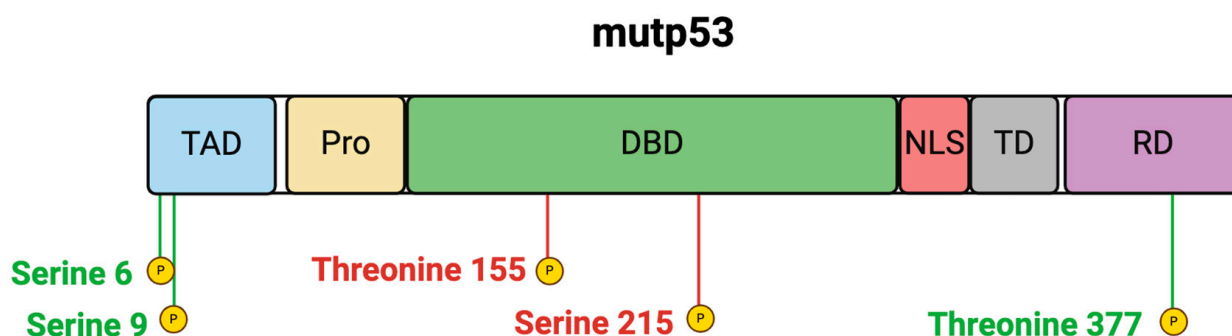 mutp53
TAD Pro DBD NLS TD RD
Serine 6 P Threonine 155 P
Serine 9 P Serine 215 P Threonine 377 P